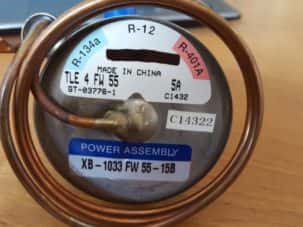 R-12
R-134a
R-401A
MADE IN CHINA
TLE 4 FW 55
5A
GT-03776-1
C1432
C14322
POWER ASSEMBLY
XB-1033 FW 55-15B